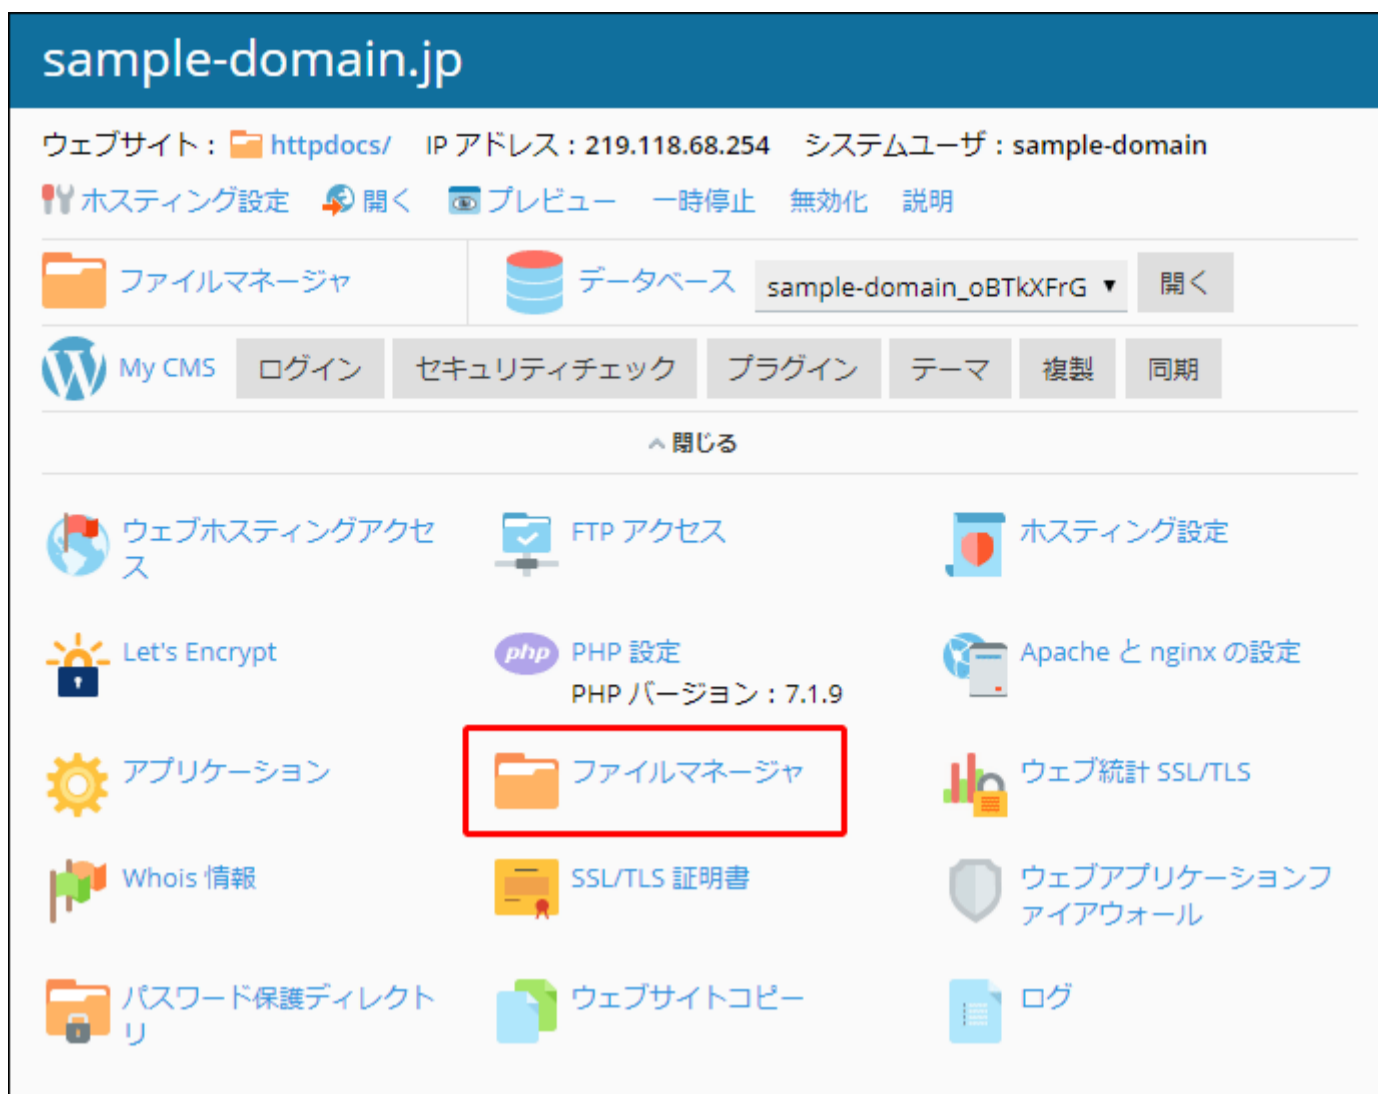 sample-domain.jp
ウェブサイト : httpdocs/ IP アドレス : 219.118.68.254 システムユーザ : sample-domain
ホスティング設定 開く プレビュー 一時停止 無効化 説明
ファイルマネージャ データベース sample-domain_oBTkXFrG ▼ 開く
My CMS ログイン セキュリティチェック プラグイン テーマ 複製 同期
閉じる
ウェブホスティングアクセ
ス
FTP アクセス
ホスティング設定
Let's Encrypt
php
PHP 設定
PHP バージョン : 7.1.9
Apache と nginx の設定
アプリケーション
ファイルマネージャ
ウェブ統計 SSL/TLS
Whois 情報
SSL/TLS 証明書
ウェブアプリケーションフ
ァイアウォール
パスワード保護ディレクト
リ
ウェブサイトコピー
ログ